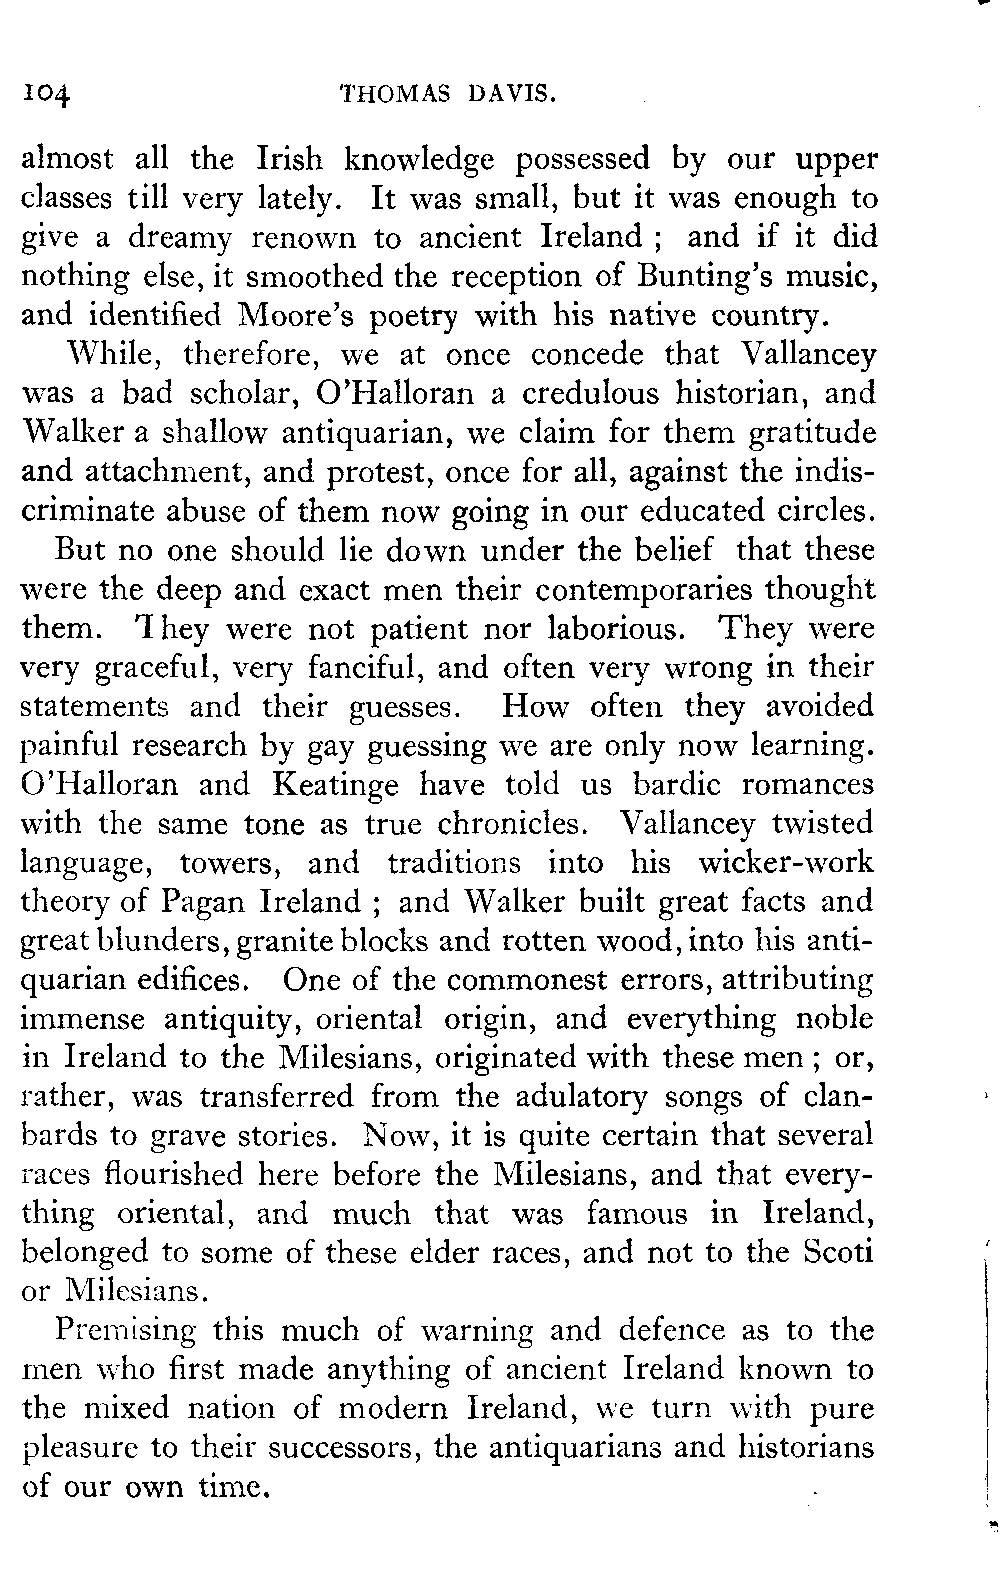 104 THOMAS DAVIS.
almost all the Irish knowledge possessed by our upper
classes till very lately. It was small, but it was enough to
give a dreamy renown to ancient Ireland ; and if it did
nothing else, it smoothed the reception of Bunting's music,
and identified Moore's poetry with his native country.
While, therefore, we at once concede that Vallancey
was a bad scholar, O'Halloran a credulous historian, and
Walker a shallow antiquarian, we claim for them gratitude
and attachment, and protest, once for all, against the indis-
criminate abuse of them now going in our educated circles.
But no one should lie down under the belief that these
were the deep and exact men their contemporaries thought
them. They were not patient nor laborious. They were
very graceful, very fanciful, and often very wrong in their
statements and their guesses. How often they avoided
painful research by gay guessing we are only now learning.
O'Halloran and Keatinge have told us bardic romances
with the same tone as true chronicles. Vallancey twisted
language, towers, and traditions into his wicker-work
theory of Pagan Ireland ; and Walker built great facts and
great blunders, granite blocks and rotten wood, into his anti-
quarian edifices. One of the commonest errors, attributing
immense antiquity, oriental origin, and everything noble
in Ireland to the Milesians, originated with these men ; or,
rather, was transferred from the adulatory songs of clan-
bards to grave stories. Now, it is quite certain that several
races flourished here before the Milesians, and that every-
thing oriental, and much that was famous in Ireland,
belonged to some of these elder races, and not to the Scoti
or Milesians.
Premising this much of warning and defence as to the
men who first made anything of ancient Ireland known to
the mixed nation of modern Ireland, we turn with pure
pleasure to their successors, the antiquarians and historians
of our own time.